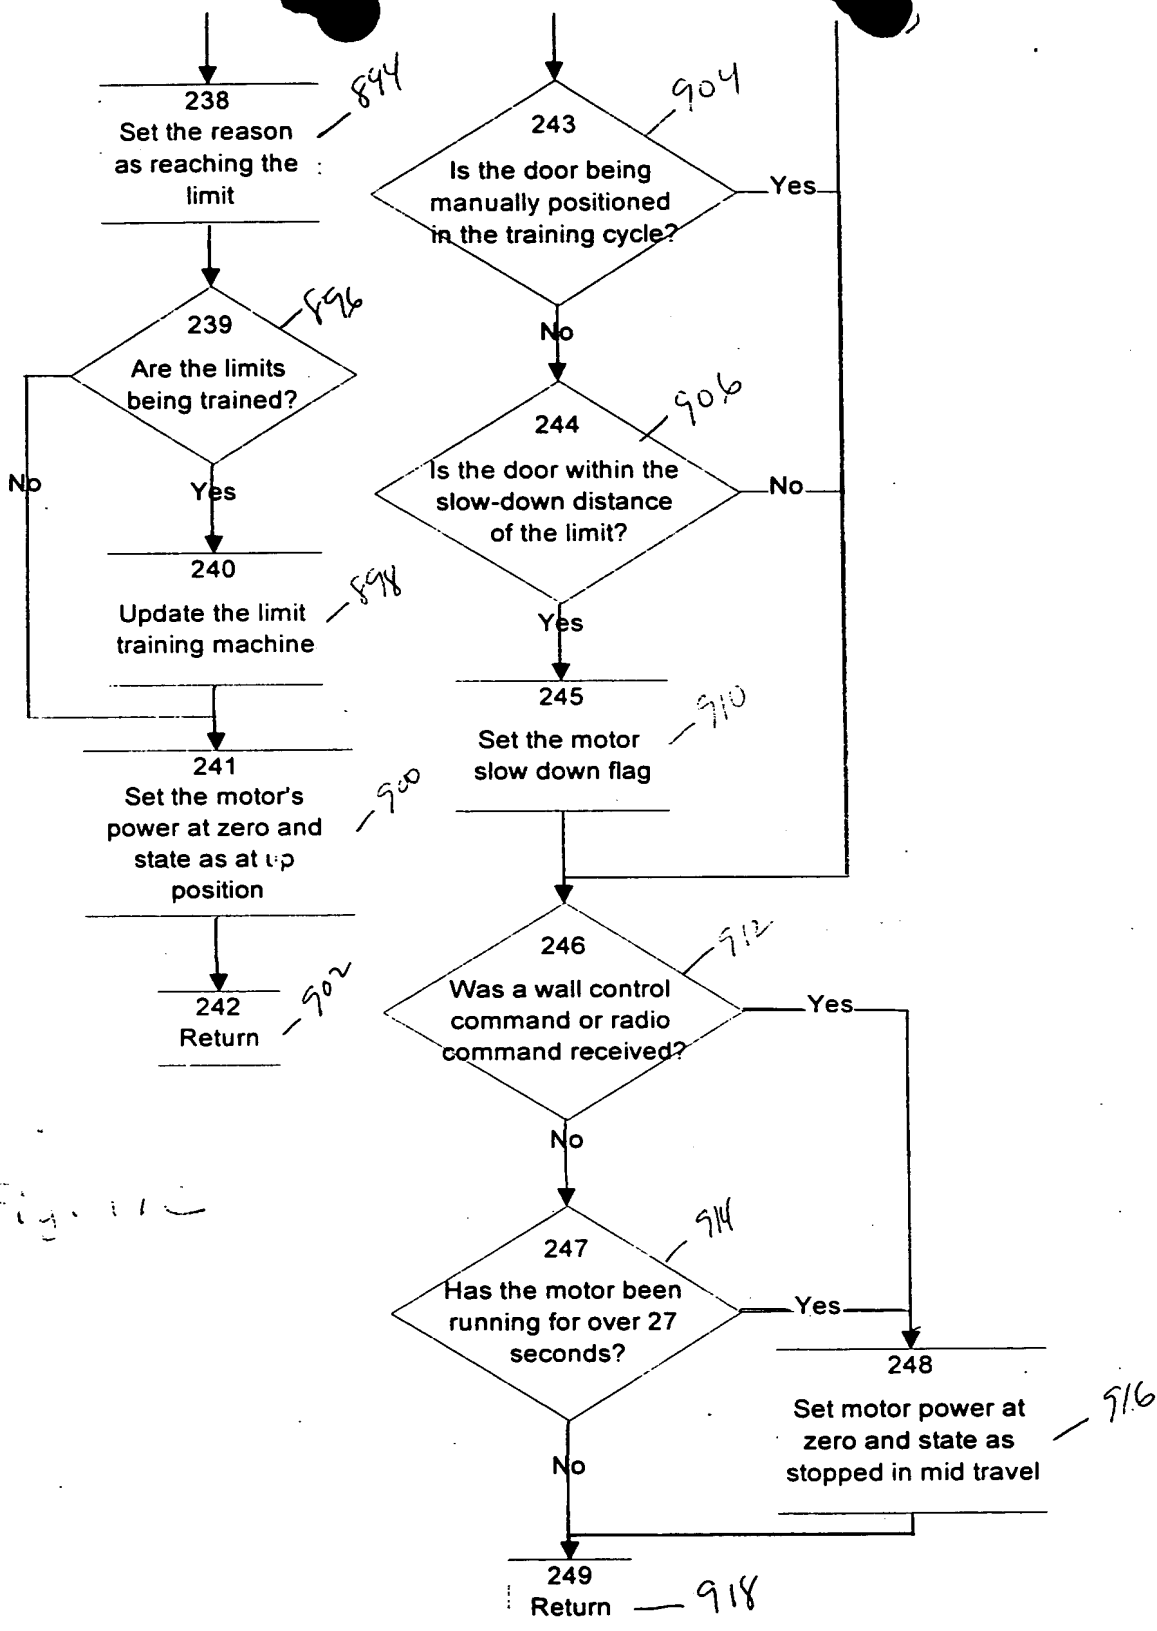 238
Set the reason
as reaching the
limit
894
239
Are the limits
being trained?
896
No
Yes
240
Update the limit
training machine
898
241
Set the motor's
power at zero and
state as at up
position
900
242
Return
902
243
Is the door being
manually positioned
in the training cycle?
904
Yes
No
244
Is the door within the
slow-down distance
of the limit?
906
No
Yes
245
Set the motor
slow down flag
910
246
Was a wall control
command or radio
command received?
912
Yes
No
247
Has the motor been
running for over 27
seconds?
914
Yes
No
248
Set motor power at
zero and state as
stopped in mid travel
916
249
Return
918
Fig.